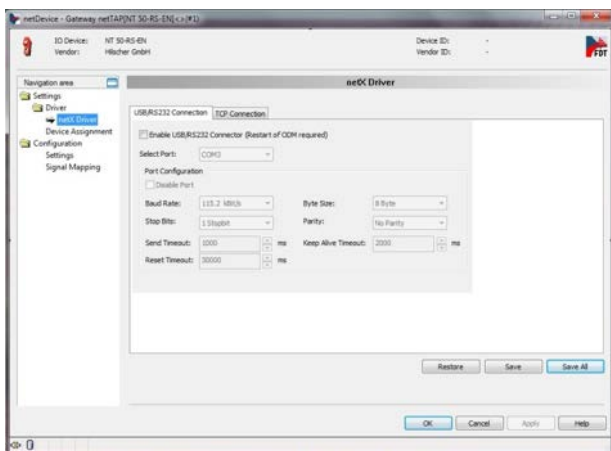 netDevice - Gateway netTAP[NT 50-RS-EN]<>(#1)
IO Device: NT 50-RS-EN Device ID: -
Vendor: Hilscher GmbH Vendor ID: -
FDT
Navigation area
netX Driver
Settings
Driver
netX Driver
Device Assignment
Configuration
Settings
Signal Mapping
USB/RS232 Connection TCP Connection
Enable USB/RS232 Connector (Restart of ODM required)
Select Port: COM3
Port Configuration
Disable Port
Baud Rate: 115.2 kBit/s Byte Size: 8 Byte
Stop Bits: 1 Stopbit Parity: No Parity
Send Timeout: 1000 ms Keep Alive Timeout: 2000 ms
Reset Timeout: 30000 ms
Restore Save Save All
OK Cancel Apply Help